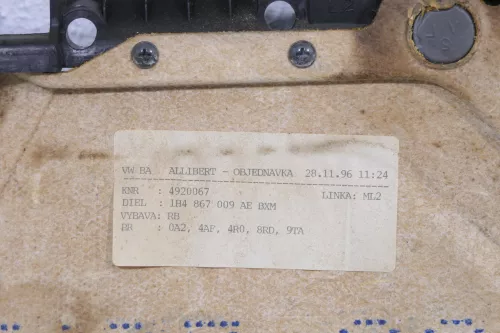 VW BA ALLIBERT - OBJEDNAVKA 28.11.96 11:24
KNR : 4920067 LINKA: ML2
DIEL : 1H4 867 009 AE BXM
VYBAVA: RB
PR : 0A2, 4AF, 4R0, 8RD, 9TA